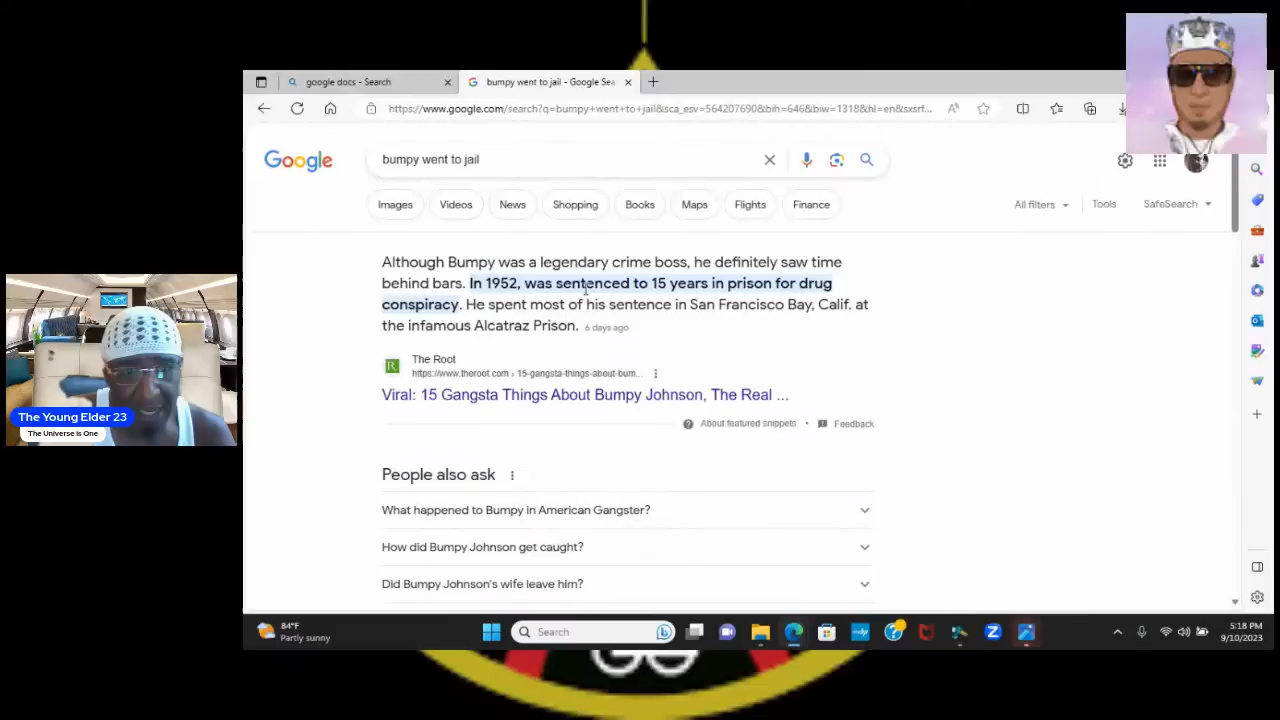 google docs - Search
bumpy went to jail - Google Sea
https://www.google.com/search?q=bumpy+went+to+jail&sca_esv=564207690&bih=646&biw=1318&hl=en&sxsrf...
Google
bumpy went to jail
Images
Videos
News
Shopping
Books
Maps
Flights
Finance
All filters
Tools
SafeSearch
Although Bumpy was a legendary crime boss, he definitely saw time
behind bars. In 1952, was sentenced to 15 years in prison for drug
conspiracy. He spent most of his sentence in San Francisco Bay, Calif. at
the infamous Alcatraz Prison. 6 days ago
The Root
https://www.theroot.com › 15-gangsta-things-about-bum...
Viral: 15 Gangsta Things About Bumpy Johnson, The Real ...
About featured snippets • Feedback
People also ask
What happened to Bumpy in American Gangster?
How did Bumpy Johnson get caught?
Did Bumpy Johnson's wife leave him?
The Young Elder 23
The Universe is One
84°F
Partly sunny
Search
5:18 PM
9/10/2023